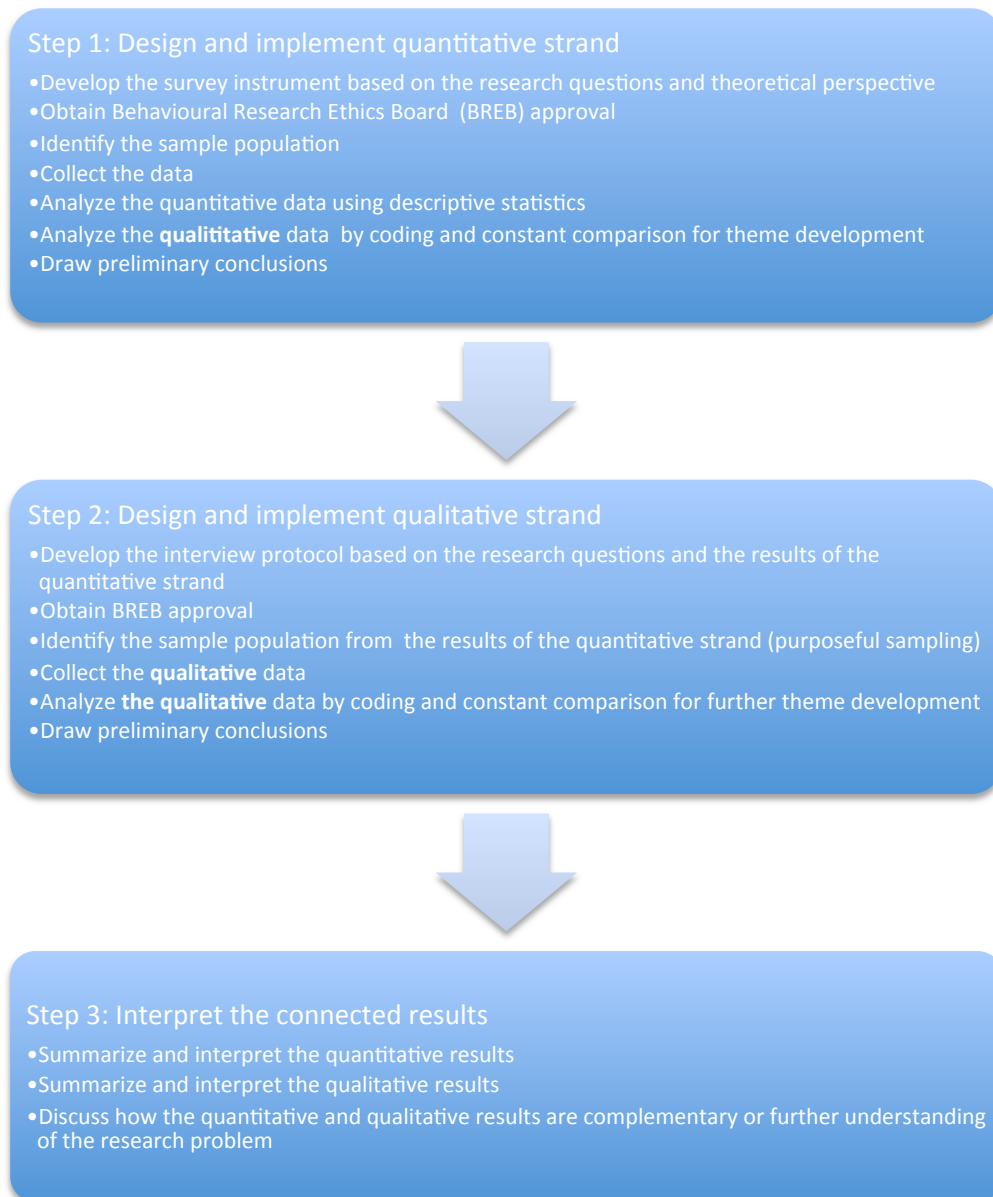 Step 1: Design and implement quantitative strand
•Develop the survey instrument based on the research questions and theoretical perspective
•Obtain Behavioural Research Ethics Board  (BREB) approval
•Identify the sample population
•Collect the data
•Analyze the quantitative data using descriptive statistics
•Analyze the qualititative data  by coding and constant comparison for theme development
•Draw preliminary conclusions
Step 2: Design and implement qualitative strand
•Develop the interview protocol based on the research questions and the results of the
quantitative strand
•Obtain BREB approval
•Identify the sample population from  the results of the quantitative strand (purposeful sampling)
•Collect the qualitative data
•Analyze the qualitative data by coding and constant comparison for further theme development
•Draw preliminary conclusions
Step 3: Interpret the connected results
•Summarize and interpret the quantitative results
•Summarize and interpret the qualitative results
•Discuss how the quantitative and qualitative results are complementary or further understanding
of the research problem